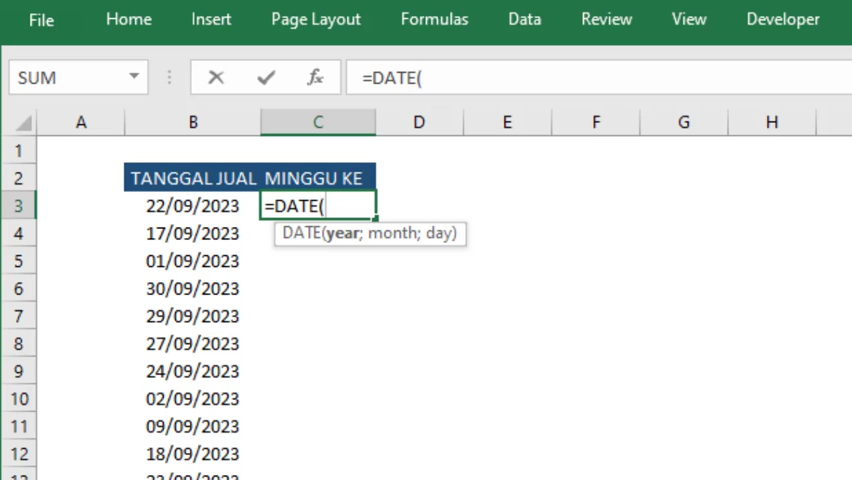 File Home Insert Page Layout Formulas Data Review View Developer
SUM fx =DATE(
A B C D E F G H
1
2 TANGGAL JUAL MINGGU KE
3 22/09/2023 =DATE(
4 17/09/2023 DATE(year; month; day)
5 01/09/2023
6 30/09/2023
7 29/09/2023
8 27/09/2023
9 24/09/2023
10 02/09/2023
11 09/09/2023
12 18/09/2023